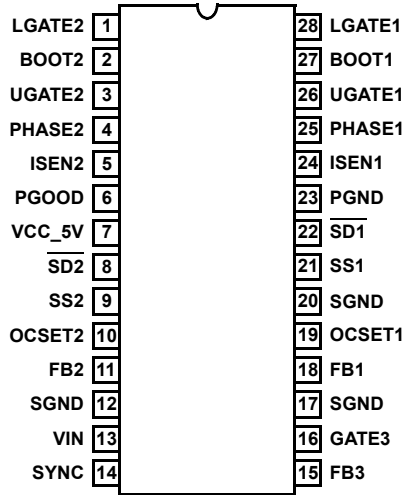 LGATE2 1 28 LGATE1
BOOT2 2 27 BOOT1
UGATE2 3 26 UGATE1
PHASE2 4 25 PHASE1
ISEN2 5 24 ISEN1
PGOOD 6 23 PGND
VCC_5V 7 22 S̅D̅1̅
S̅D̅2̅ 8 21 SS1
SS2 9 20 SGND
OCSET2 10 19 OCSET1
FB2 11 18 FB1
SGND 12 17 SGND
VIN 13 16 GATE3
SYNC 14 15 FB3